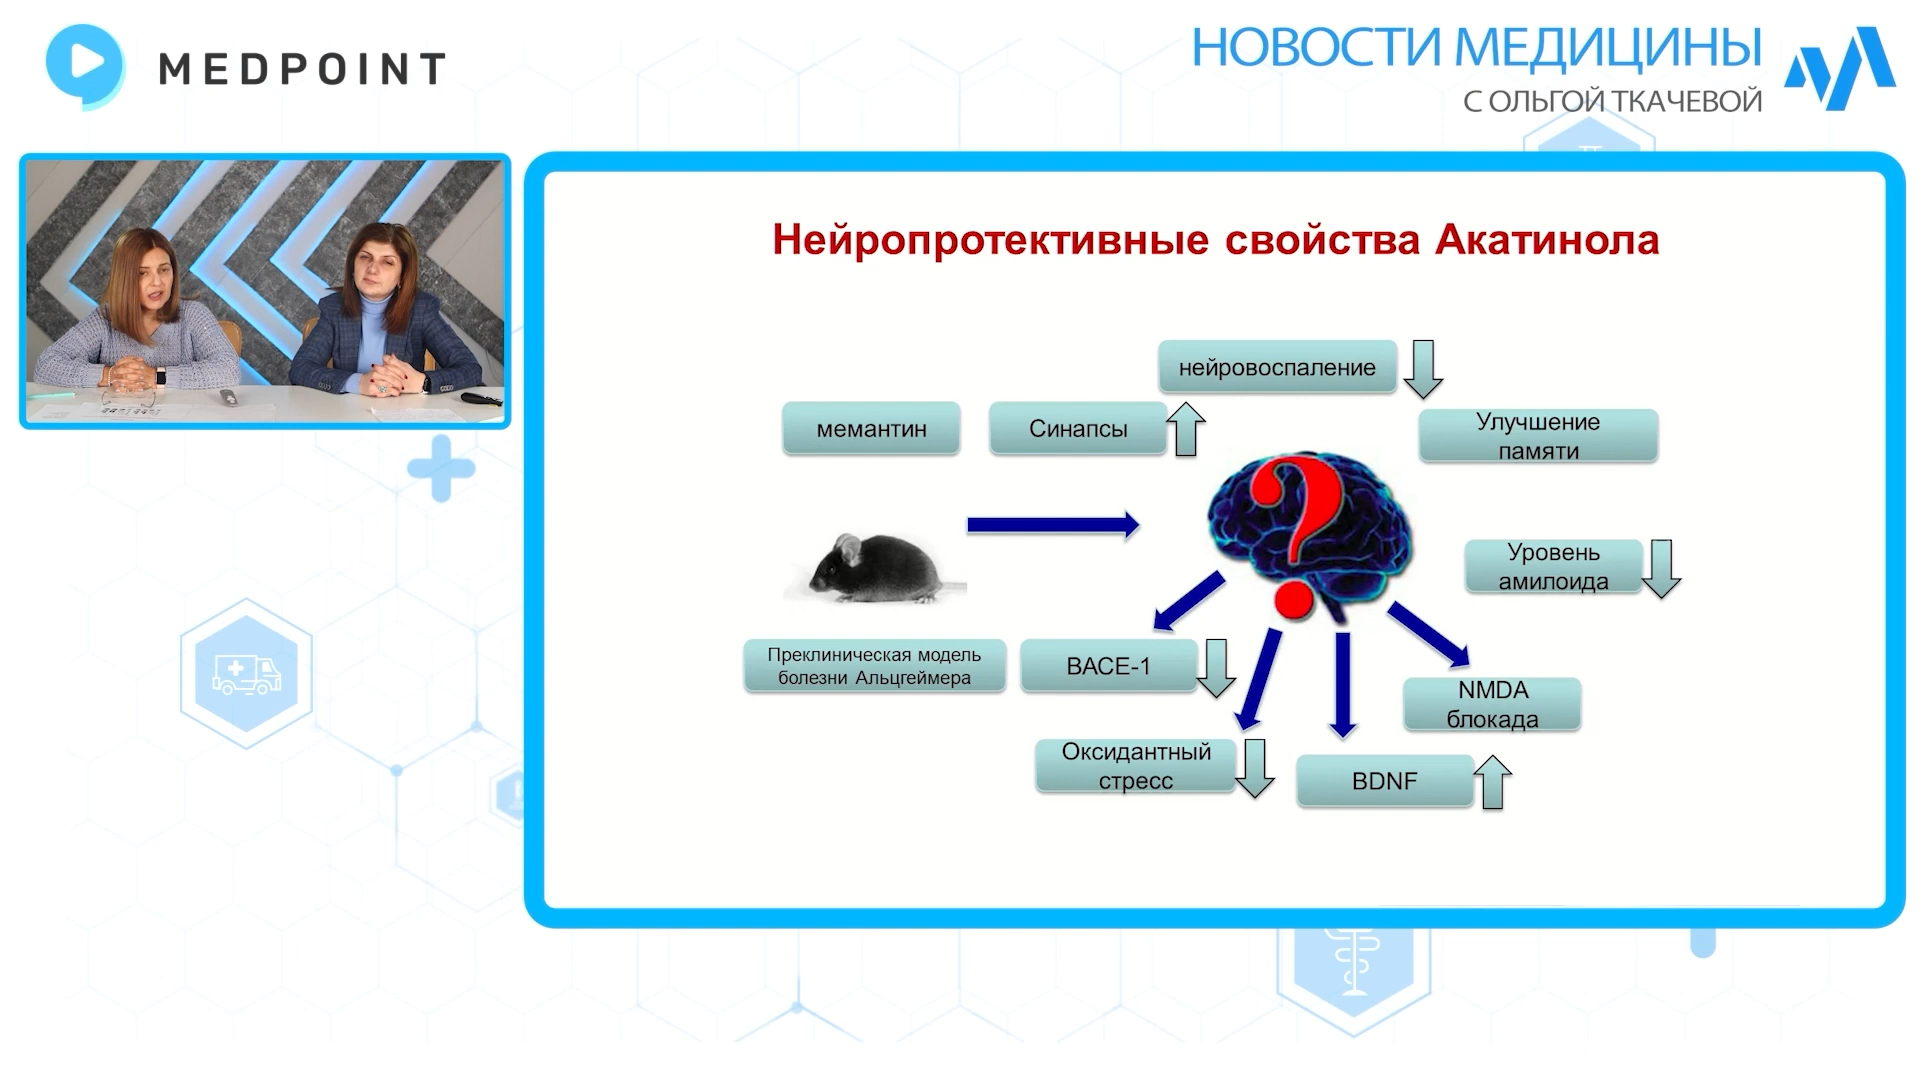 MEDPOINT
НОВОСТИ МЕДИЦИНЫ
С ОЛЬГОЙ ТКАЧЕВОЙ
Нейропротективные свойства Акатинола
нейровоспаление
мемантин
Синапсы
Улучшение
памяти
?
Уровень
амилоида
Преклиническая модель
болезни Альцгеймера
BACE-1
NMDA
блокада
Оксидантный
стресс
BDNF